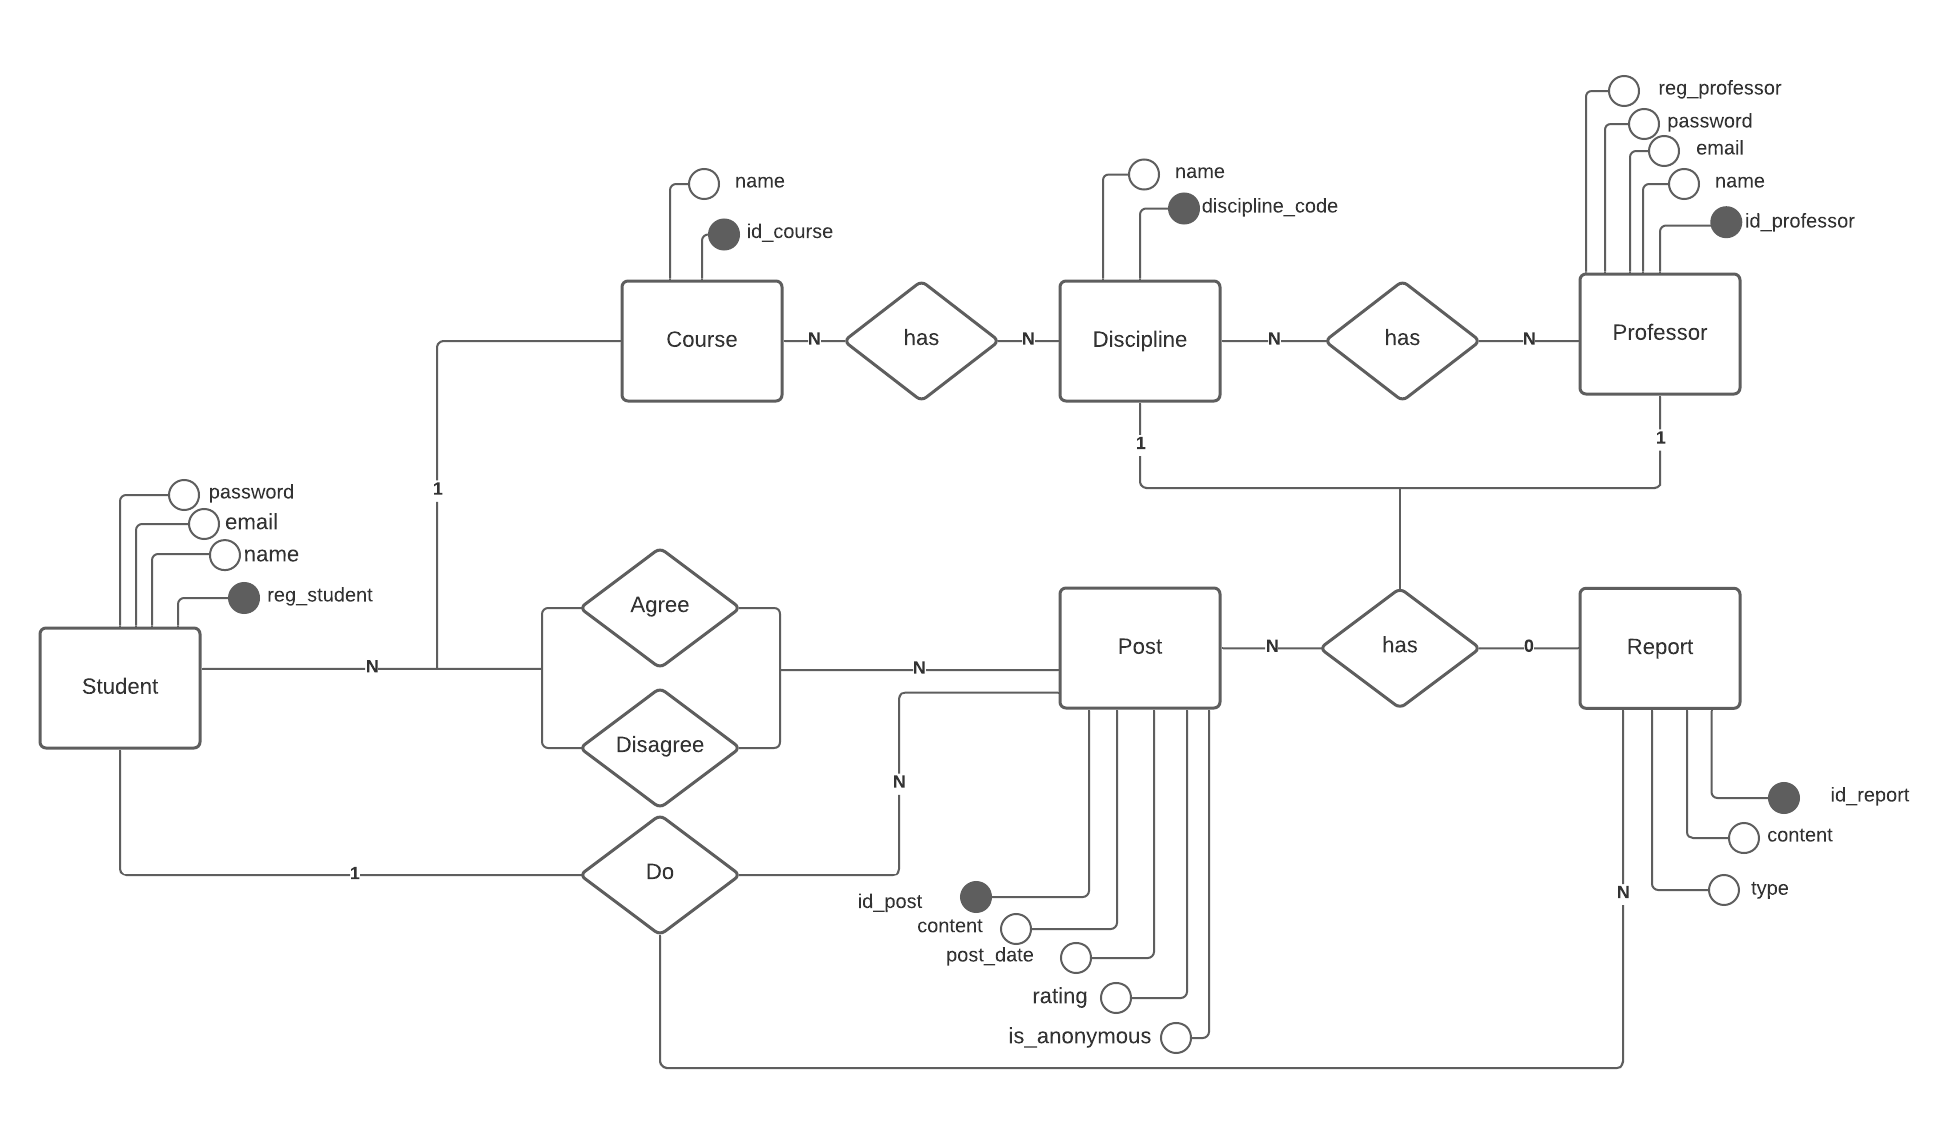 reg_professor
password
email
name
id_professor
name
discipline_code
name
id_course
Course
N
has
N
Discipline
N
has
N
Professor
1
1
1
password
email
name
reg_student
Student
N
Agree
Disagree
N
Post
N
has
0
Report
N
1
Do
id_report
content
type
N
id_post
content
post_date
rating
is_anonymous